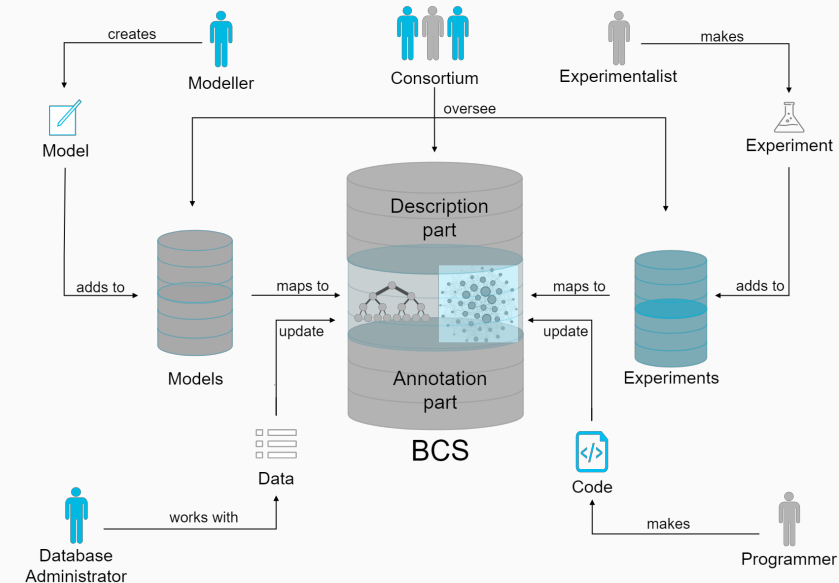 creates
makes
Modeller
Consortium
Experimentalist
oversee
Model
Experiment
Description
part
adds to
maps to
maps to
adds to
update
update
Models
Annotation
part
Experiments
BCS
Data
Code
works with
makes
Database
Administrator
Programmer